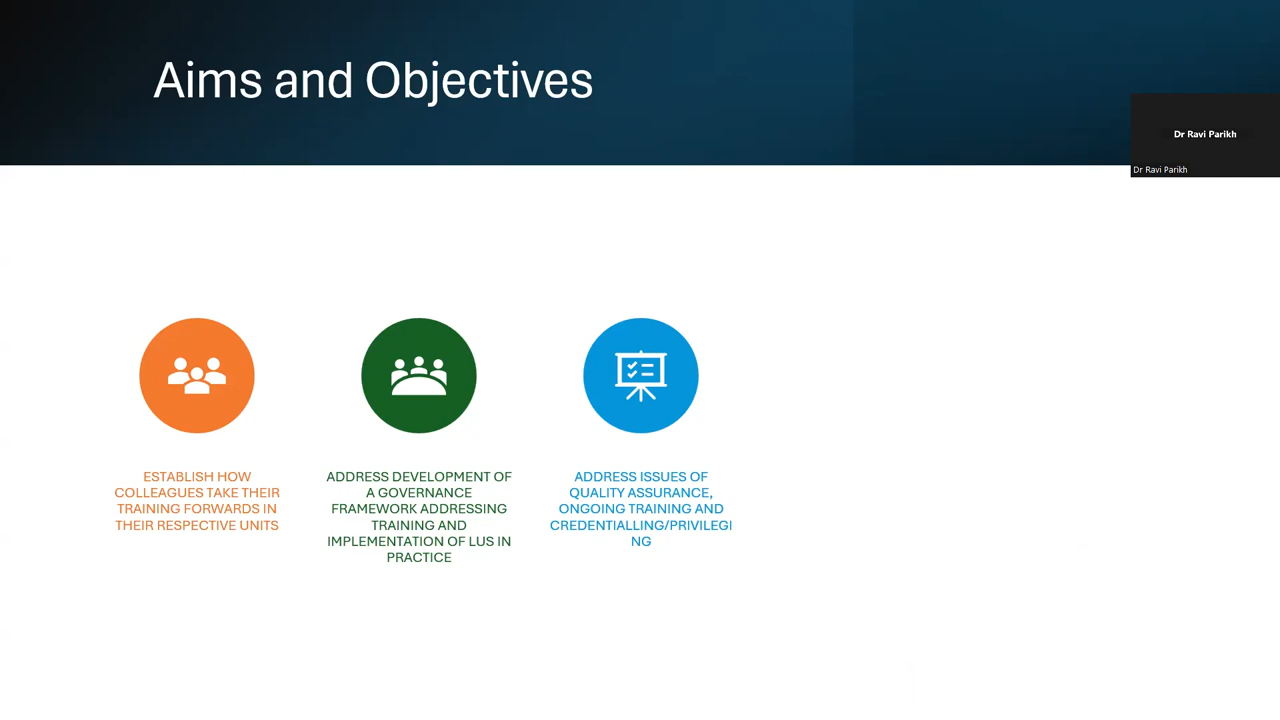 Aims and Objectives
Dr Ravi Parikh
Dr Ravi Parikh
ESTABLISH HOW
COLLEAGUES TAKE THEIR
TRAINING FORWARDS IN
THEIR RESPECTIVE UNITS
ADDRESS DEVELOPMENT OF
A GOVERNANCE
FRAMEWORK ADDRESSING
TRAINING AND
IMPLEMENTATION OF LUS IN
PRACTICE
ADDRESS ISSUES OF
QUALITY ASSURANCE,
ONGOING TRAINING AND
CREDENTIALLING/PRIVILEGI
NG